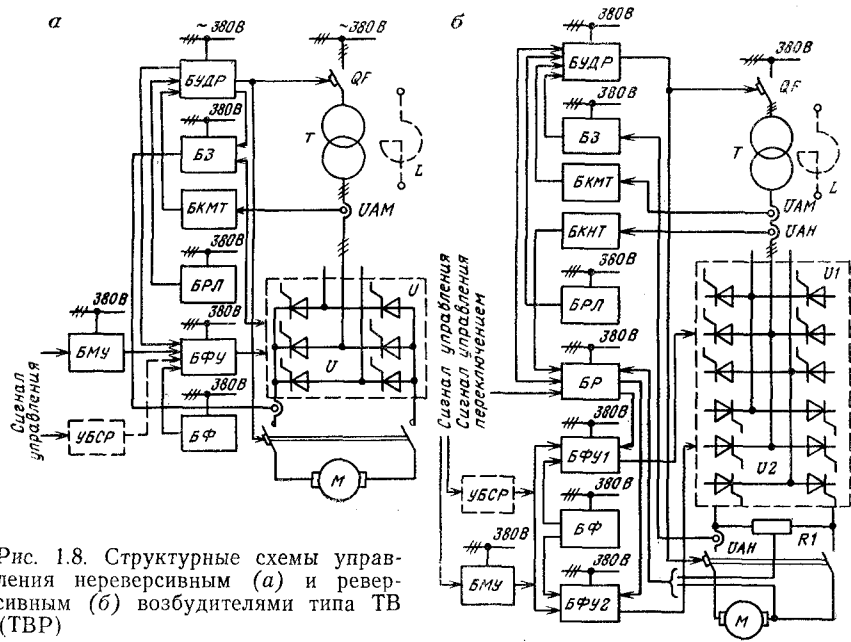 а
~380В
~380В
БУДР
QF
380В
БЗ
T
L
БКМТ
UAM
380В
БРЛ
U
380В
380В
БМУ
БФУ
U
380В
Сигнал
управления
УБСР
БФ
M
б
380В
БУДР
380В
QF
380В
БЗ
T
L
БКМТ
UAM
БКНТ
UAH
380В
U1
БРЛ
380В
Сигнал управления
Сигнал управления
переключением
БР
380В
БФУ1
U2
380В
УБСР
БФ
380В
R1
380В
UAH
БМУ
БФУ2
M
Рис. 1.8. Структурные схемы управ-
ления нереверсивным (а) и ревер-
сивным (б) возбудителями типа ТВ
(ТВР)